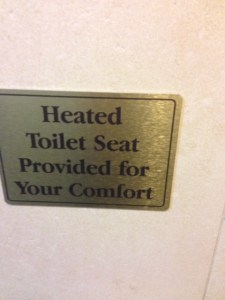 Heated
Toilet Seat
Provided for
Your Comfort